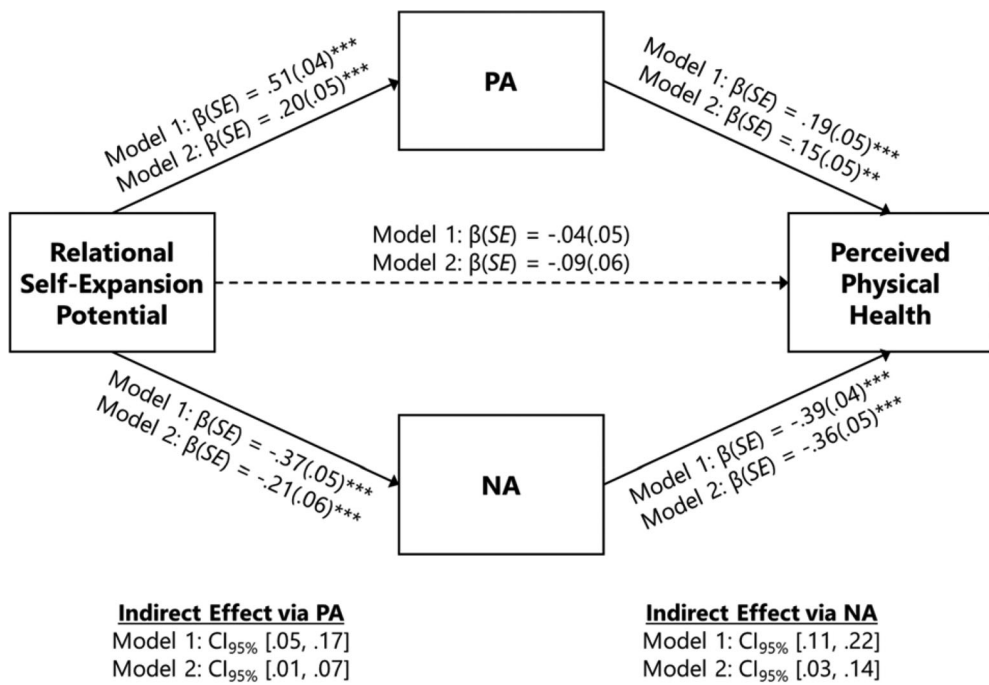 Model 1: β(SE) = .51(.04)***
Model 2: β(SE) = .20(.05)***
PA
Model 1: β(SE) = .19(.05)***
Model 2: β(SE) =.15(.05)**
Relational
Self-Expansion
Potential
Model 1: β(SE) = -.04(.05)
Model 2: β(SE) = -.09(.06)
Perceived
Physical
Health
Model 1: β(SE) = -.37(.05)***
Model 2: β(SE) = -.21(.06)***
NA
Model 1: β(SE) = -.39(.04)***
Model 2: β(SE) = -.36(.05)***
Indirect Effect via PA
Model 1: CI95% [.05, .17]
Model 2: CI95% [.01, .07]
Indirect Effect via NA
Model 1: CI95% [.11, .22]
Model 2: CI95% [.03, .14]